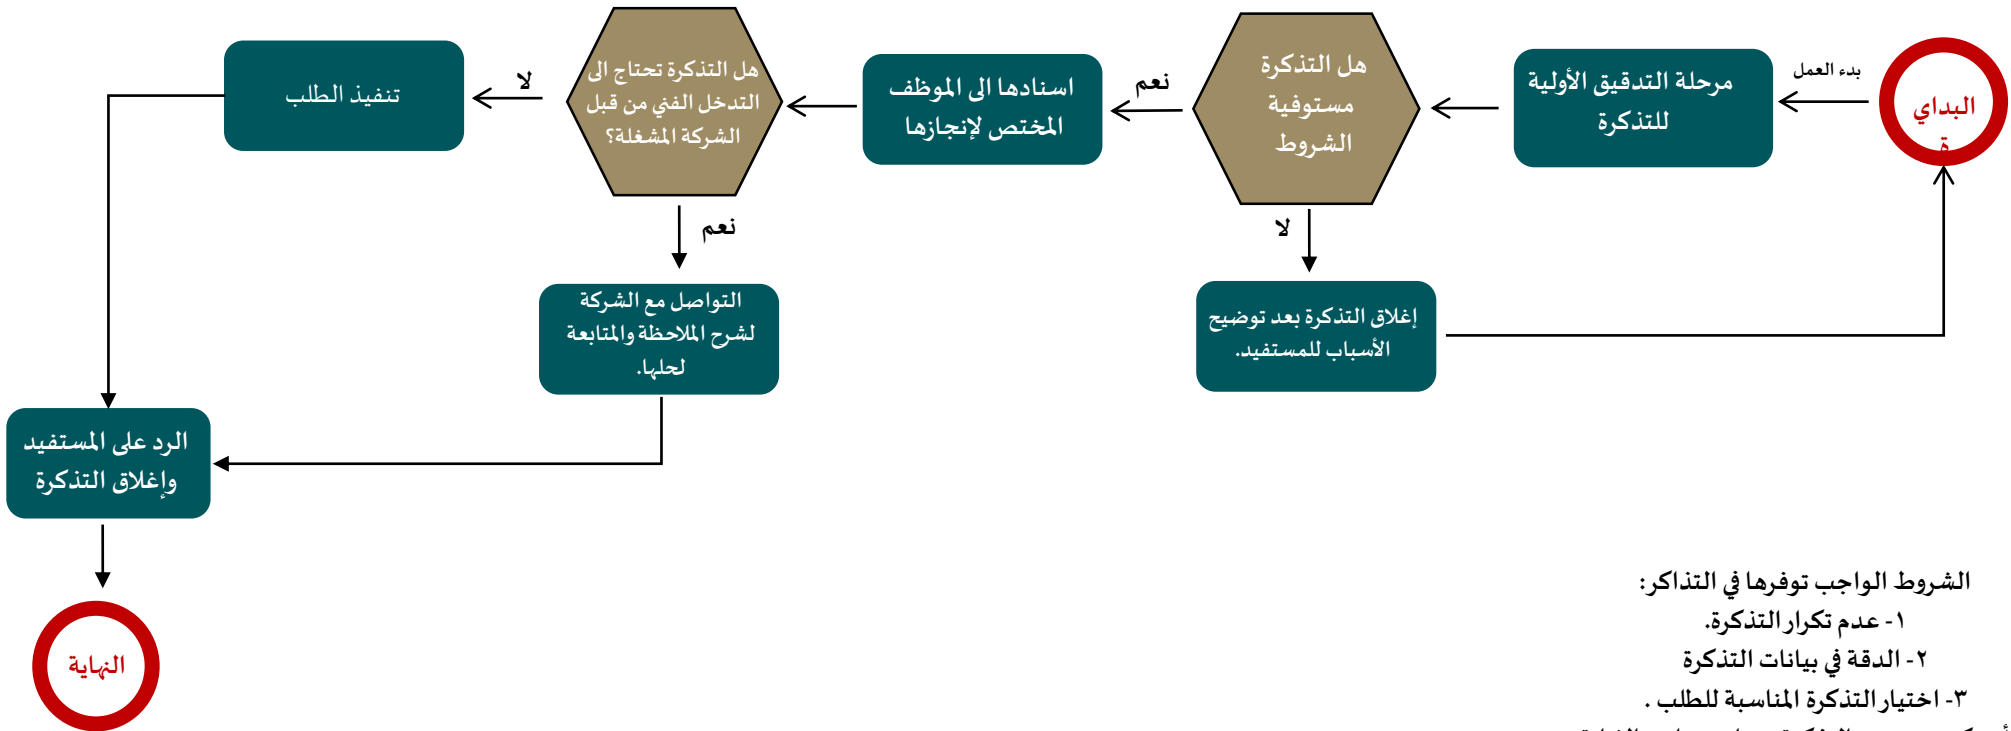 البداية
بدء العمل
مرحلة التدقيق الأولية
للتذكرة
هل التذكرة
مستوفية
الشروط
نعم
لا
إغلاق التذكرة بعد توضيح
الأسباب للمستفيد.
اسنادها الى الموظف
المختص لإنجازها
هل التذكرة تحتاج الى
التدخل الفني من قبل
الشركة المشغلة؟
لا
نعم
تنفيذ الطلب
التواصل مع الشركة
لشرح الملاحظة والمتابعة
لحلها.
الرد على المستفيد
وإغلاق التذكرة
النهاية
الشروط الواجب توفرها في التذاكر:
١- عدم تكرار التذكرة.
٢- الدقة في بيانات التذكرة
٣- اختيار التذكرة المناسبة للطلب .